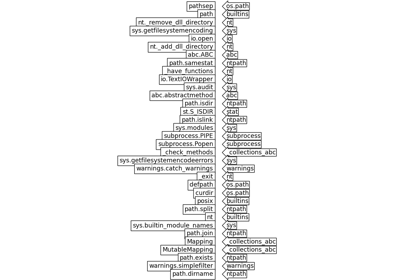 pathsep os.path
path builtins
nt._remove_dll_directory nt
sys.getfilesystemencoding sys
io.open io
nt._add_dll_directory nt
abc.ABC abc
path.samestat ntpath
_have_functions nt
io.TextIOWrapper io
sys.audit sys
abc.abstractmethod abc
path.isdir ntpath
st.S_ISDIR stat
path.islink ntpath
sys.modules sys
subprocess.PIPE subprocess
subprocess.Popen subprocess
_check_methods _collections_abc
sys.getfilesystemencodeerrors sys
warnings.catch_warnings warnings
_exit nt
defpath os.path
curdir os.path
posix builtins
path.split ntpath
nt builtins
sys.builtin_module_names sys
path.join ntpath
Mapping _collections_abc
MutableMapping _collections_abc
path.exists ntpath
warnings.simplefilter warnings
path.dirname ntpath